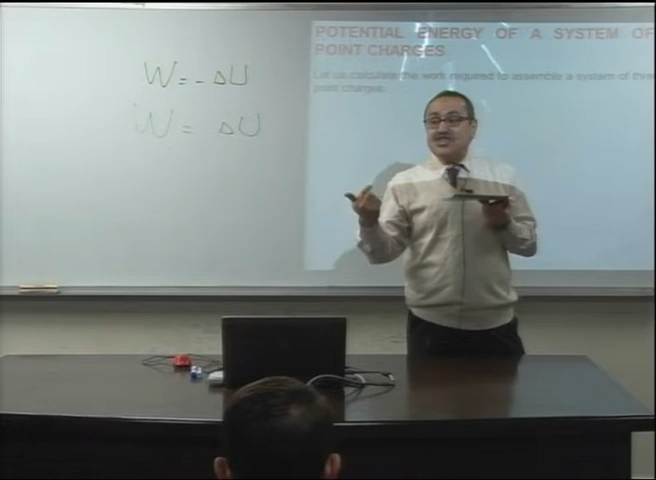 W = - ΔU
W = ΔU
POTENTIAL ENERGY OF A SYSTEM OF
POINT CHARGES
Let us calculate the work required to assemble a system of three
point charges.